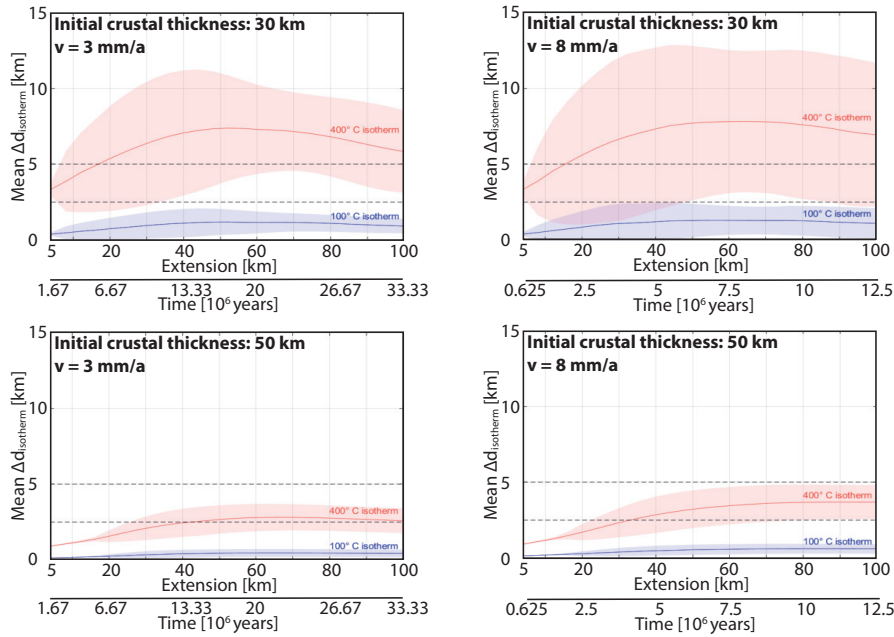 Initial crustal thickness: 30 km
v = 3 mm/a
15
10
5
0
Mean Δd_isotherm [km]
400° C isotherm
100° C isotherm
5 20 40 60 80 100
Extension [km]
1.67 6.67 13.33 20 26.67 33.33
Time [10⁶ years]
Initial crustal thickness: 30 km
v = 8 mm/a
15
10
5
0
Mean Δd_isotherm [km]
400° C isotherm
100° C isotherm
5 20 40 60 80 100
Extension [km]
0.625 2.5 5 7.5 10 12.5
Time [10⁶ years]
Initial crustal thickness: 50 km
v = 3 mm/a
15
10
5
0
Mean Δd_isotherm [km]
400° C isotherm
100° C isotherm
5 20 40 60 80 100
Extension [km]
1.67 6.67 13.33 20 26.67 33.33
Time [10⁶ years]
Initial crustal thickness: 50 km
v = 8 mm/a
15
10
5
0
Mean Δd_isotherm [km]
400° C isotherm
100° C isotherm
5 20 40 60 80 100
Extension [km]
0.625 2.5 5 7.5 10 12.5
Time [10⁶ years]